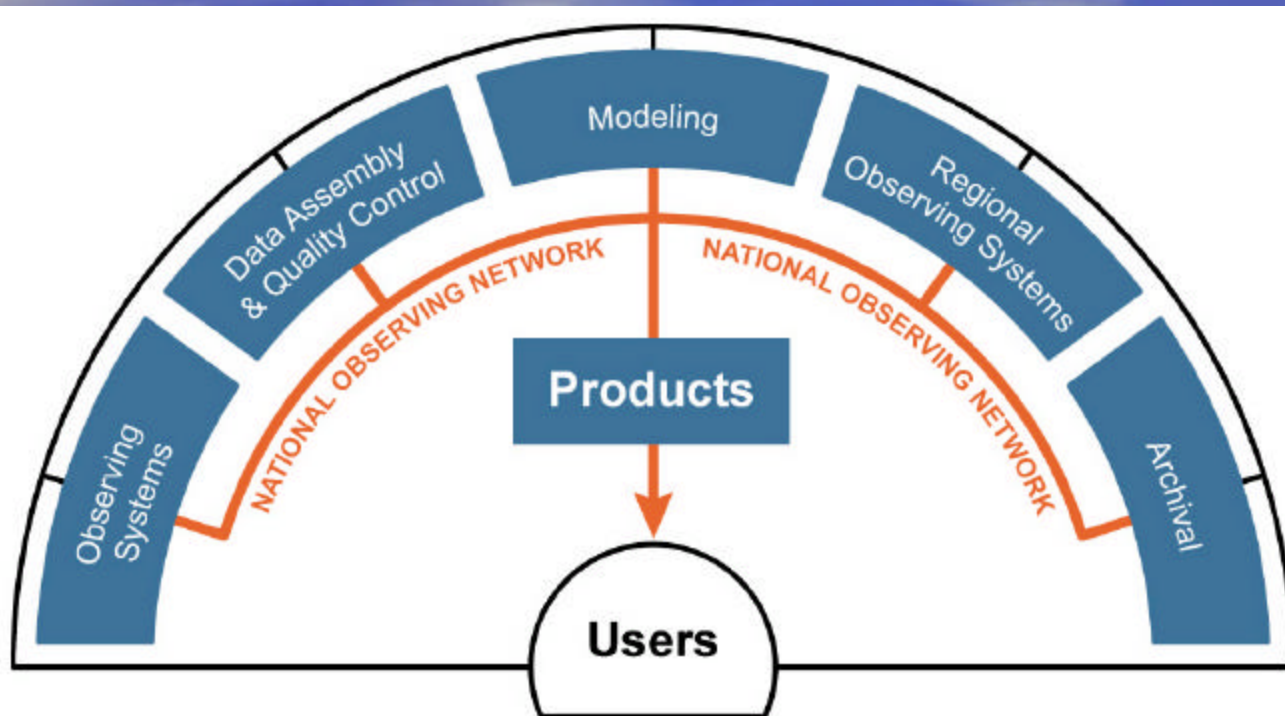 Modeling
Data Assembly
& Quality Control
Regional
Observing Systems
NATIONAL OBSERVING NETWORK
NATIONAL OBSERVING NETWORK
Products
Observing
Systems
Archival
Users